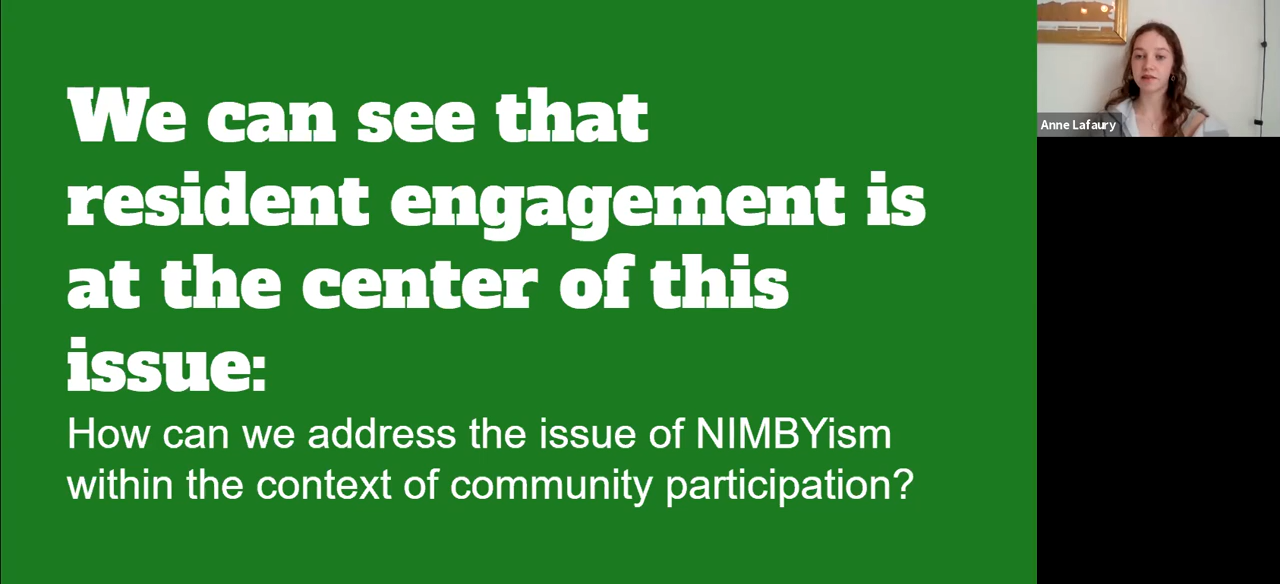 We can see that
resident engagement is
at the center of this
issue:
How can we address the issue of NIMBYism
within the context of community participation?
Anne Lafaury